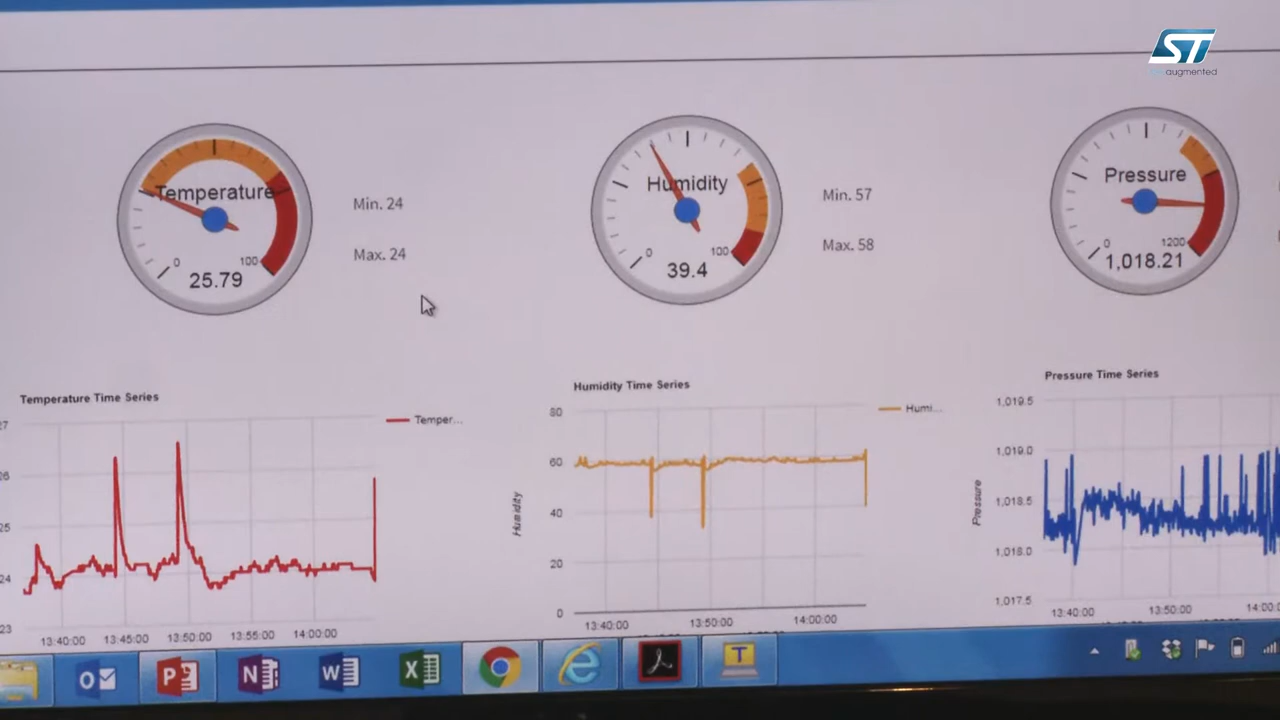 ST
augmented
Temperature
0
100
25.79
Min. 24
Max. 24
Humidity
0
100
39.4
Min. 57
Max. 58
Pressure
0
1200
1,018.21
Temperature Time Series
27
26
25
24
23
13:40:00
13:45:00
13:50:00
13:55:00
14:00:00
Temper...
Humidity Time Series
Humidity
80
60
40
20
0
13:40:00
13:50:00
14:00:00
Humi...
Pressure Time Series
Pressure
1,019.5
1,019.0
1,018.5
1,018.0
1,017.5
13:40:00
13:50:00
14:00:0
O
P
N
W
X
e
T